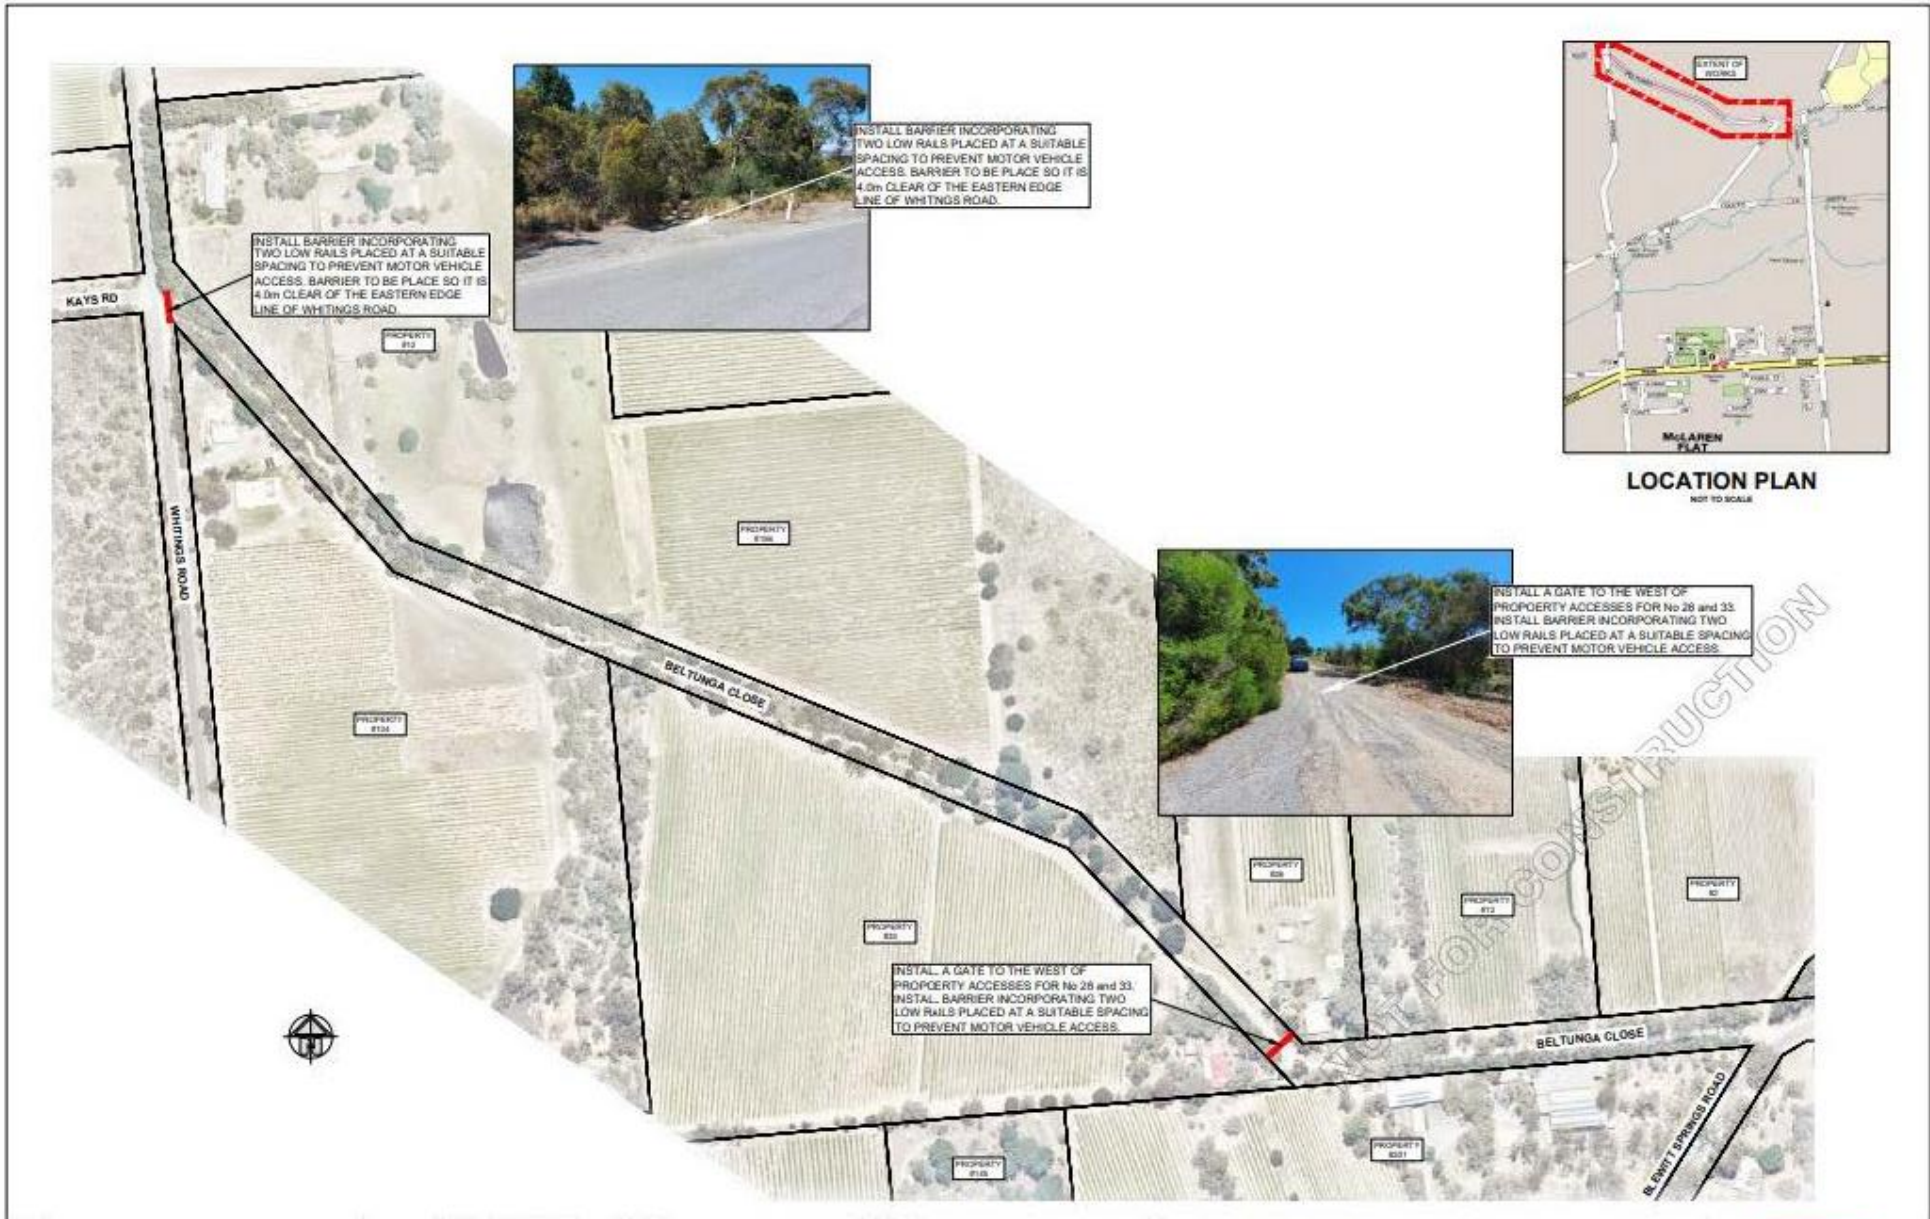 INSTALL BARRIER INCORPORATING
TWO LOW RAILS PLACED AT A SUITABLE
SPACING TO PREVENT MOTOR VEHICLE
ACCESS. BARRIER TO BE PLACE SO IT IS
4.0m CLEAR OF THE EASTERN EDGE
LINE OF WHITNGS ROAD.
EXTENT OF
WORKS
INSTALL BARRIER INCORPORATING
TWO LOW RAILS PLACED AT A SUITABLE
SPACING TO PREVENT MOTOR VEHICLE
ACCESS. BARRIER TO BE PLACE SO IT IS
4.0m CLEAR OF THE EASTERN EDGE
LINE OF WHITINGS ROAD.
KAYS RD
PROPERTY
McLAREN
FLAT
LOCATION PLAN
NOT TO SCALE
WHITINGS ROAD
PROPERTY
BELTUNGA CLOSE
PROPERTY
INSTALL A GATE TO THE WEST OF
PROPOERTY ACCESSES FOR No 28 and 33.
INSTALL BARRIER INCORPORATING TWO
LOW RAILS PLACED AT A SUITABLE SPACING
TO PREVENT MOTOR VEHICLE ACCESS.
PROPERTY
PROPERTY
PROPERTY
PROPERTY
INSTAL. A GATE TO THE WEST OF
PROPOERTY ACCESSES FOR No 28 and 33.
INSTAL. BARRIER INCORPORATING TWO
LOW RAILS PLACED AT A SUITABLE SPACING
TO PREVENT MOTOR VEHICLE ACCESS.
NOT FOR CONSTRUCTION
BELTUNGA CLOSE
BLEWITT SPRINGS ROAD
PROPERTY
PROPERTY